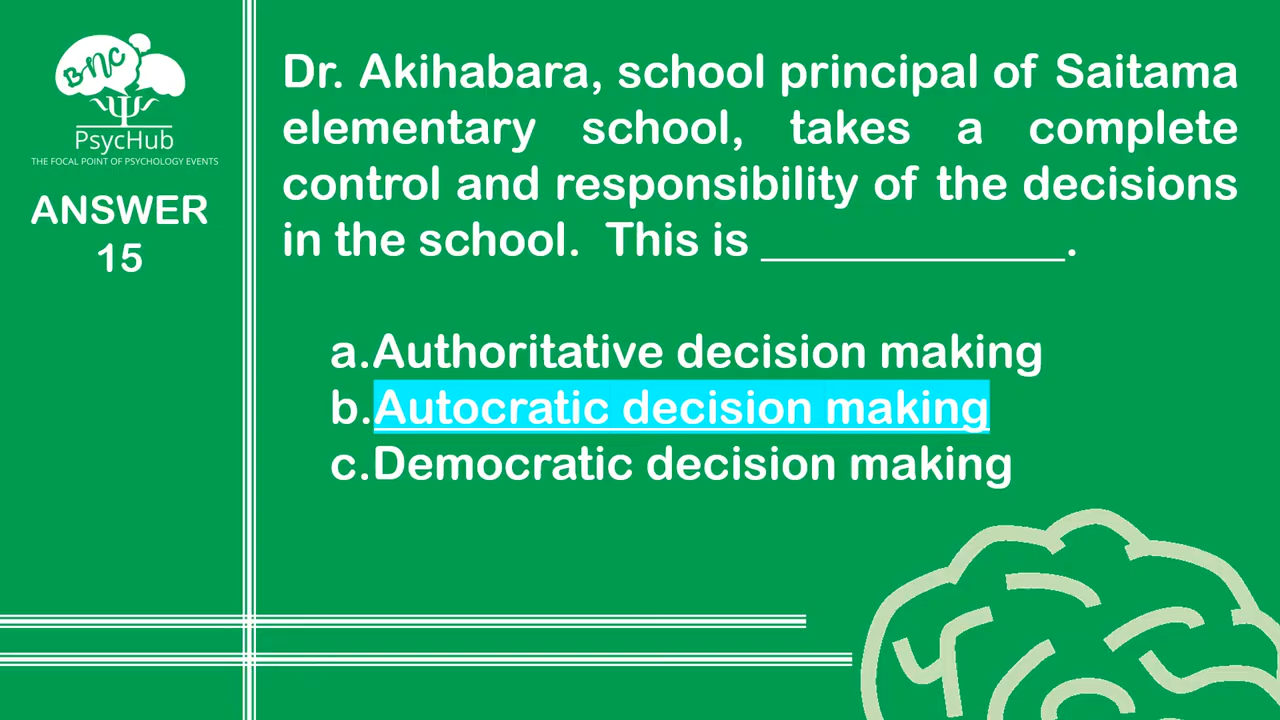 BNC
PsycHub
THE FOCAL POINT OF PSYCHOLOGY EVENTS
ANSWER
15
Dr. Akihabara, school principal of Saitama
elementary school, takes a complete
control and responsibility of the decisions
in the school. This is _____________.
a.Authoritative decision making
b.Autocratic decision making
c.Democratic decision making